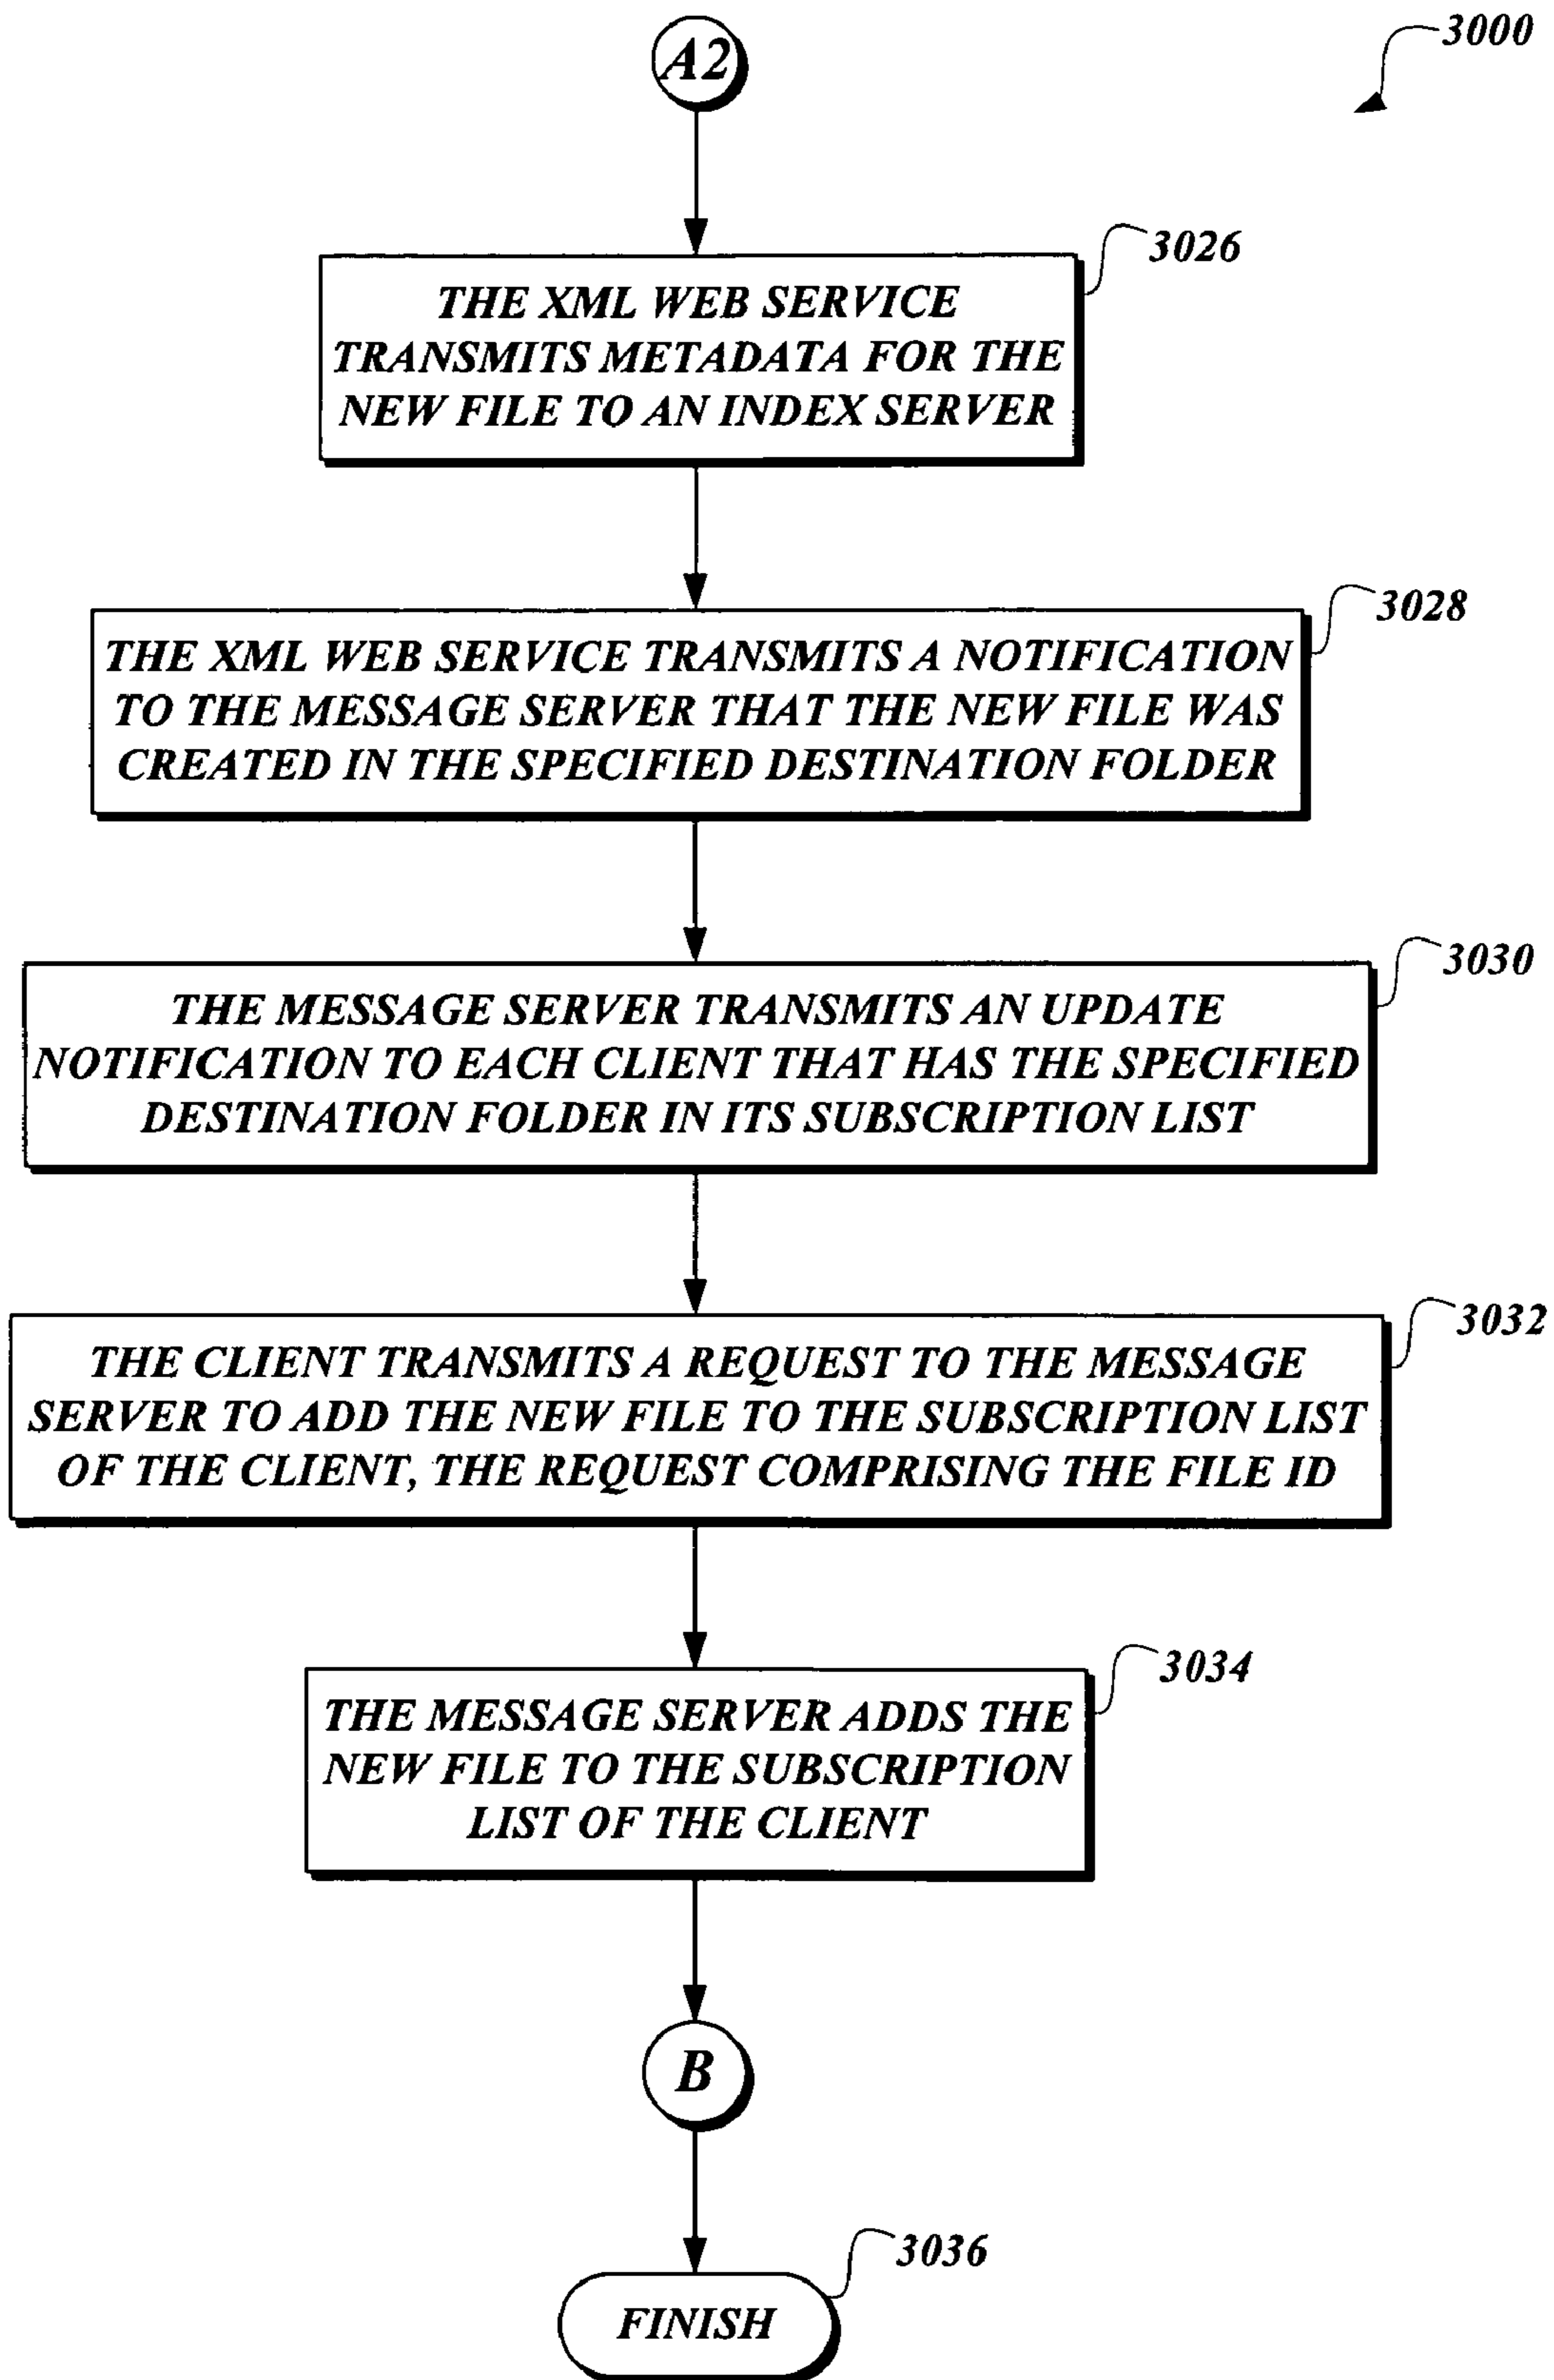 A2
3000
3026
THE XML WEB SERVICE
TRANSMITS METADATA FOR THE
NEW FILE TO AN INDEX SERVER
3028
THE XML WEB SERVICE TRANSMITS A NOTIFICATION
TO THE MESSAGE SERVER THAT THE NEW FILE WAS
CREATED IN THE SPECIFIED DESTINATION FOLDER
3030
THE MESSAGE SERVER TRANSMITS AN UPDATE
NOTIFICATION TO EACH CLIENT THAT HAS THE SPECIFIED
DESTINATION FOLDER IN ITS SUBSCRIPTION LIST
3032
THE CLIENT TRANSMITS A REQUEST TO THE MESSAGE
SERVER TO ADD THE NEW FILE TO THE SUBSCRIPTION LIST
OF THE CLIENT, THE REQUEST COMPRISING THE FILE ID
3034
THE MESSAGE SERVER ADDS THE
NEW FILE TO THE SUBSCRIPTION
LIST OF THE CLIENT
B
3036
FINISH